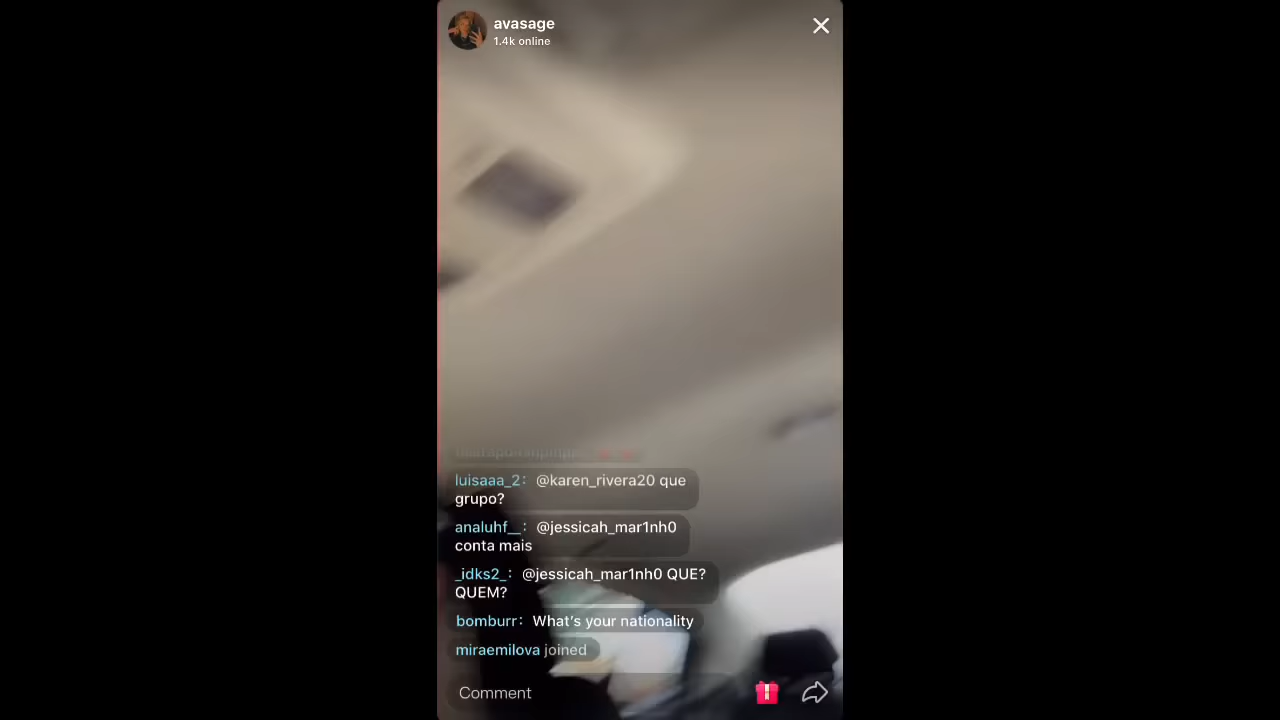 avasage
1.4k online
luisaaa_2: @karen_rivera20 que
grupo?
analuhf__: @jessicah_mar1nh0
conta mais
_idks2_: @jessicah_mar1nh0 QUE?
QUEM?
bomburr: What's your nationality
miraemilova joined
Comment